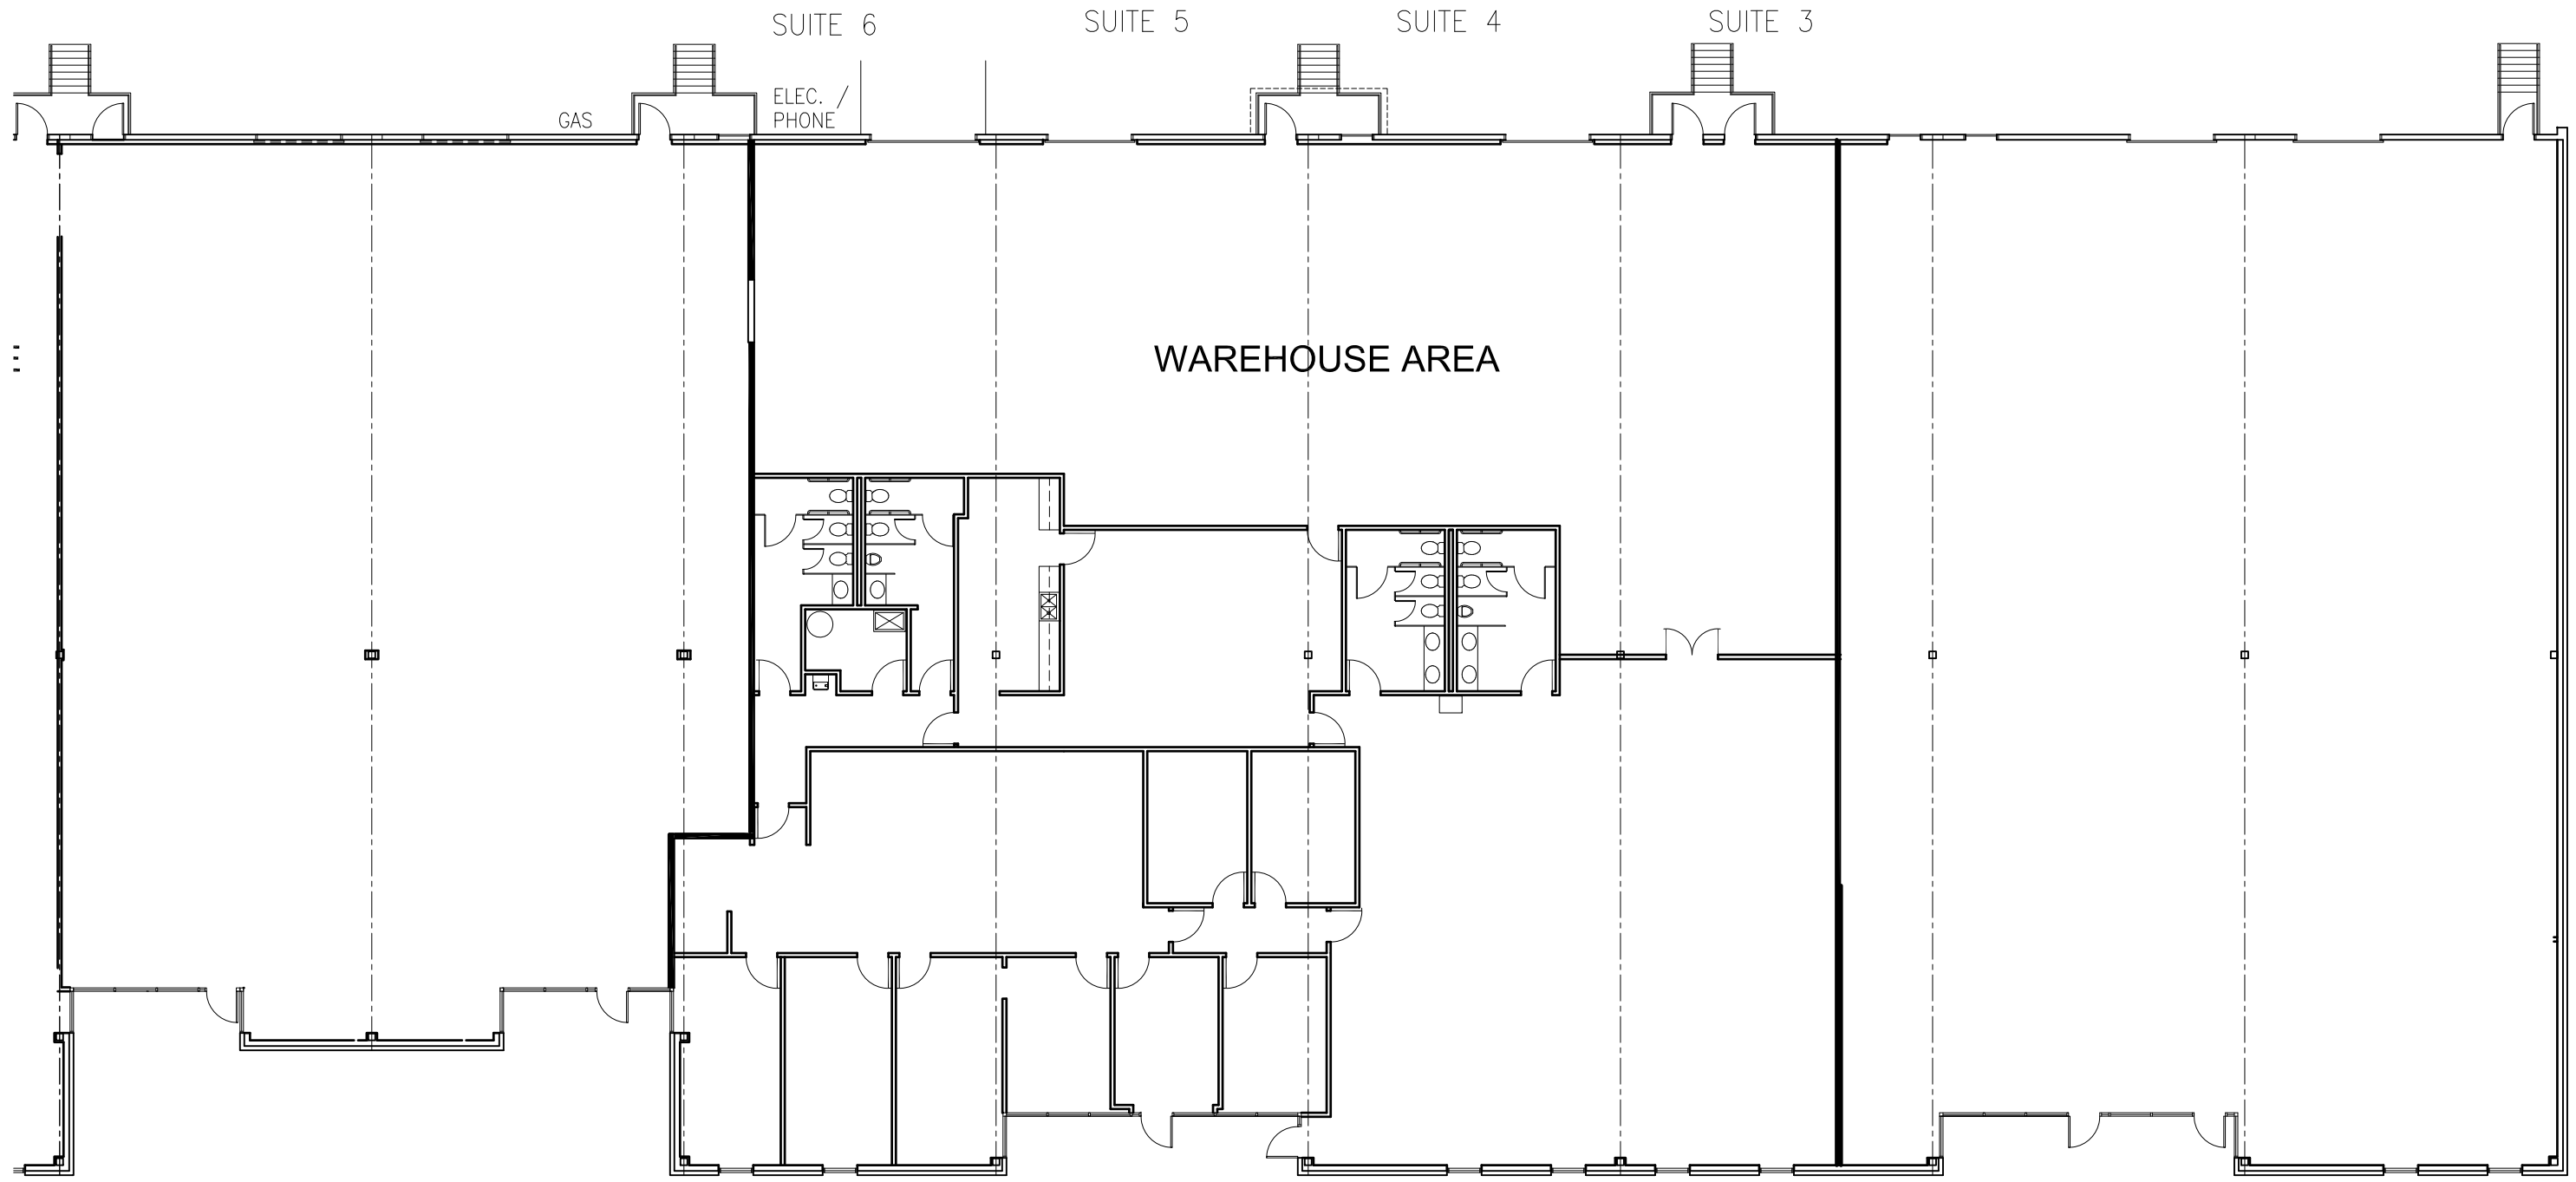 SUITE 6
SUITE 5
SUITE 4
SUITE 3
ELEC. /
PHONE
GAS
WAREHOUSE AREA